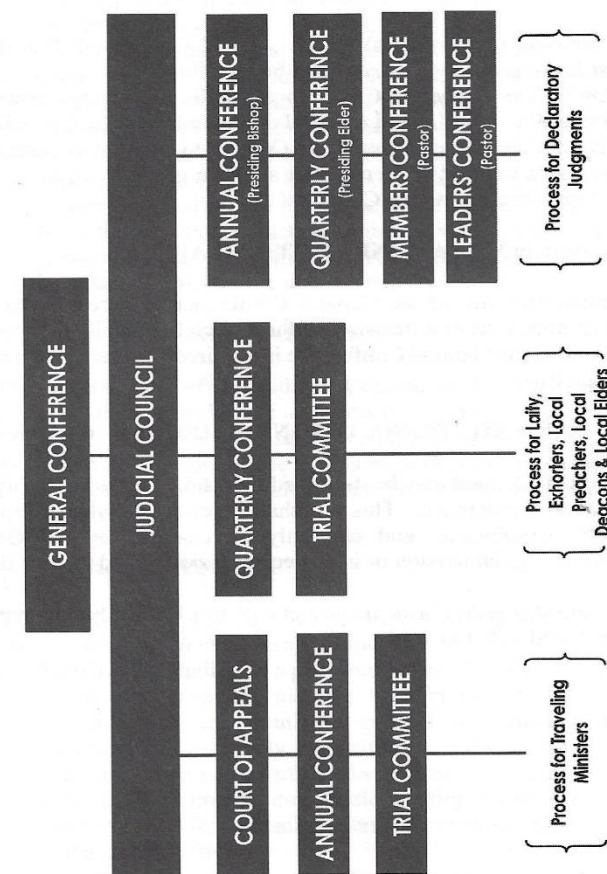 GENERAL CONFERENCE
JUDICIAL COUNCIL
COURT OF APPEALS
ANNUAL CONFERENCE
TRIAL COMMITTEE
Process for Traveling
Ministers
QUARTERLY CONFERENCE
TRIAL COMMITTEE
Process for Laity,
Exhorters, Local
Preachers, Local
Deacons & Local Elders
ANNUAL CONFERENCE
(Presiding Bishop)
QUARTERLY CONFERENCE
(Presiding Elder)
MEMBERS CONFERENCE
(Pastor)
LEADERS' CONFERENCE
(Pastor)
Process for Declaratory
Judgments